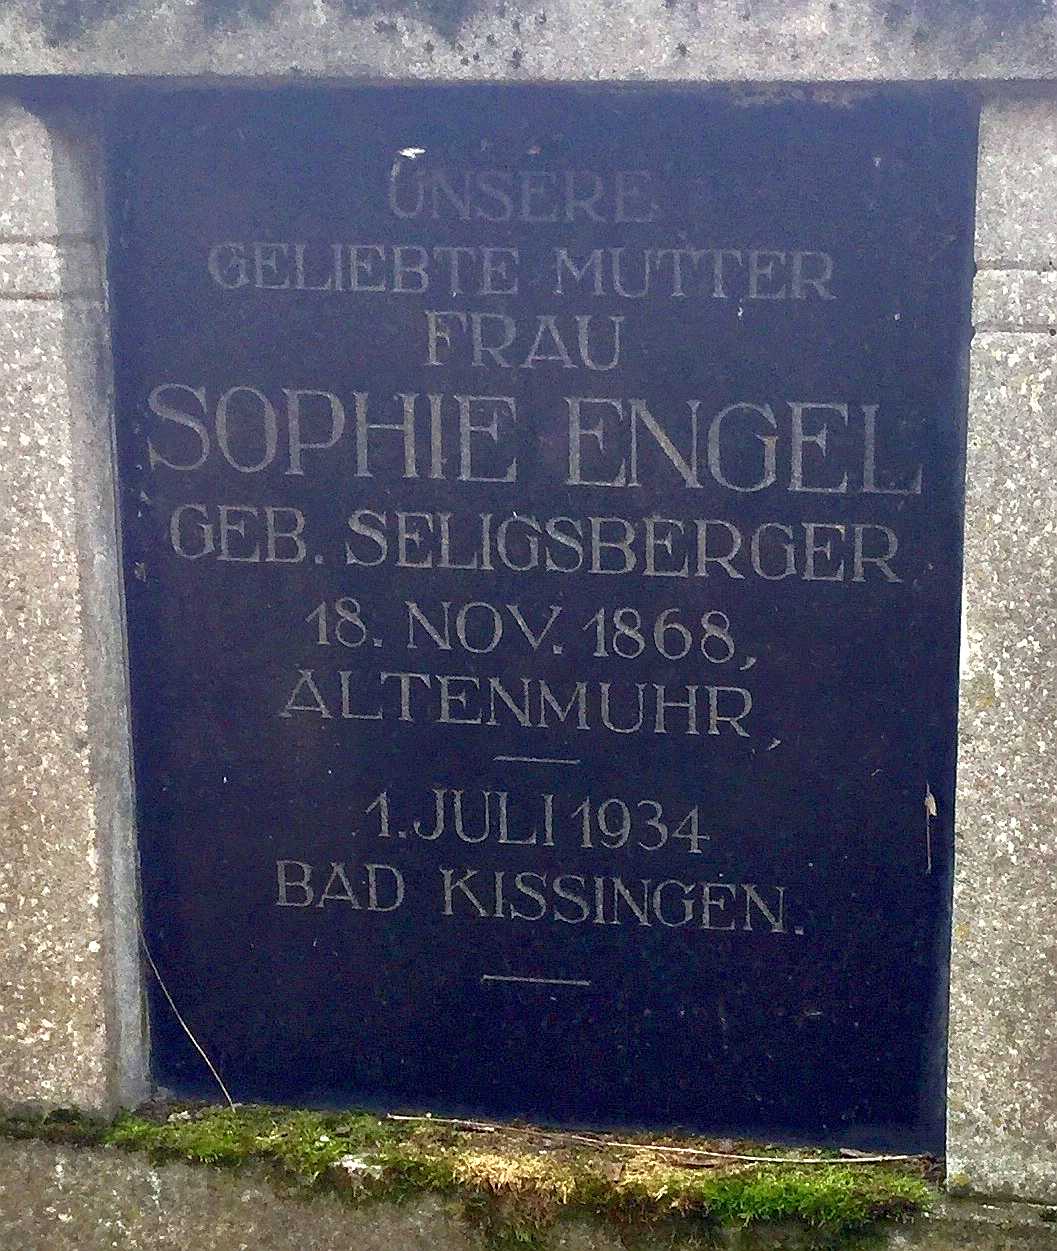 UNSERE
GELIEBTE MUTTER
FRAU
SOPHIE ENGEL
GEB. SELIGSBERGER
18. NOV. 1868,
ALTENMUHR,
—
1. JULI 1934
BAD KISSINGEN.
—